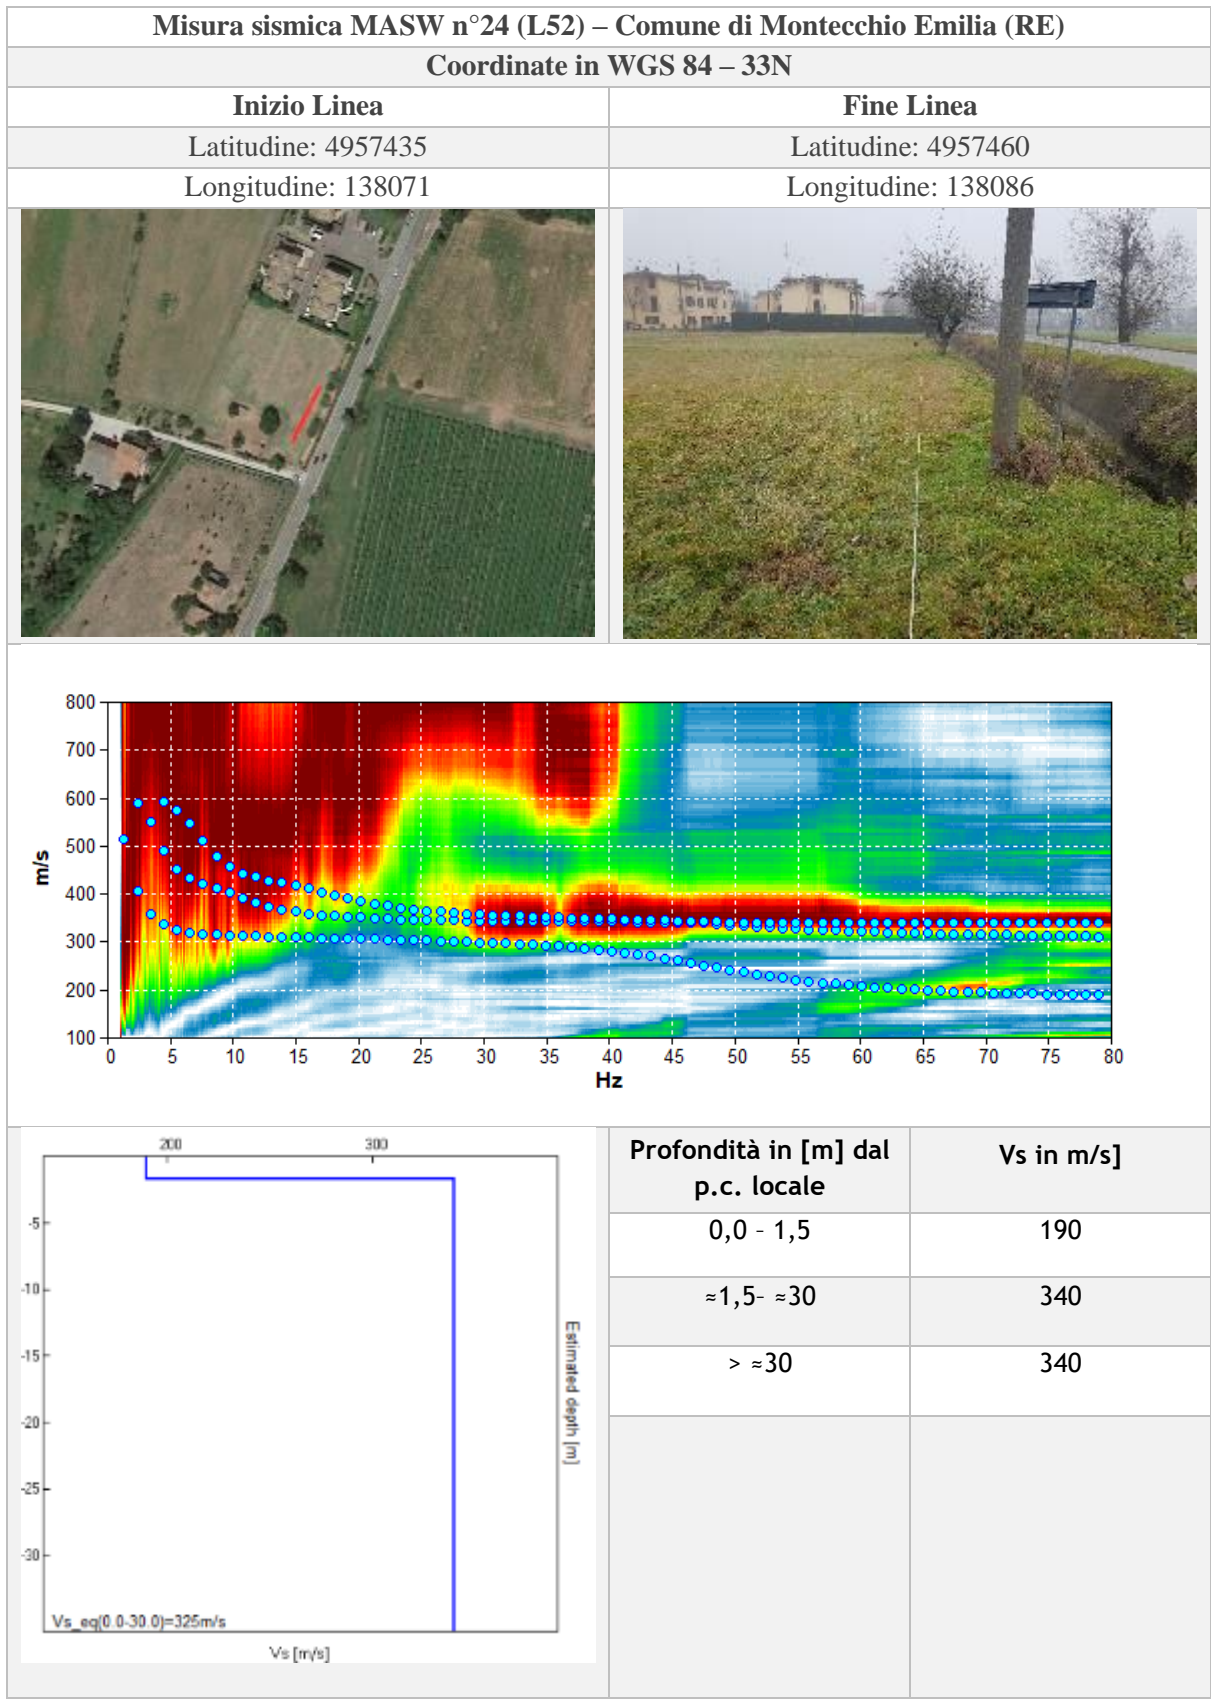 Misura sismica MASW n°24 (L52) – Comune di Montecchio Emilia (RE)
Coordinate in WGS 84 – 33N
Inizio Linea
Fine Linea
Latitudine: 4957435
Latitudine: 4957460
Longitudine: 138071
Longitudine: 138086
800
700
600
500
400
300
200
100
m/s
0 5 10 15 20 25 30 35 40 45 50 55 60 65 70 75 80
Hz
200 300
-5
-10
-15
-20
-25
-30
Estimated depth [m]
Vs_eq(0.0-30.0)=325m/s
Vs [m/s]
Profondità in [m] dal
p.c. locale
Vs in m/s]
0,0 – 1,5
190
≈1,5– ≈30
340
> ≈30
340